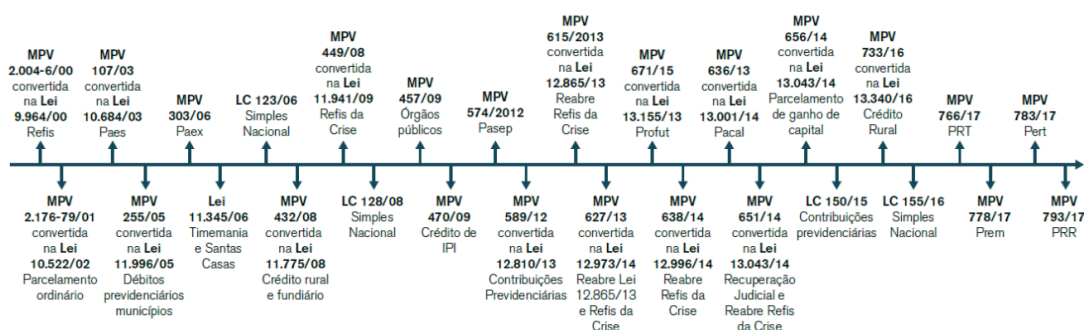 MPV
2.004-6/00
convertida
na Lei
9.964/00
Refis
MPV
107/03
convertida
na Lei
10.684/03
Paes
MPV
303/06
Paex
LC 123/06
Simples
Nacional
MPV
449/08
convertida
na Lei
11.941/09
Refis da
Crise
MPV
457/09
Órgãos
públicos
MPV
574/2012
Pasep
MPV
615/2013
convertida
na Lei
12.865/13
Reabre
Refis da
Crise
MPV
671/15
convertida
na Lei
13.155/13
Profut
MPV
636/13
convertida
na Lei
13.001/14
Pacal
MPV
656/14
convertida
na Lei
13.043/14
Parcelamento
de ganho de
capital
MPV
733/16
convertida
na Lei
13.340/16
Crédito
Rural
MPV
766/17
PRT
MPV
783/17
Pert
MPV
2.176-79/01
convertida
na Lei
10.522/02
Parcelamento
ordinário
MPV
255/05
convertida
na Lei
11.996/05
Débitos
previdenciários
municípios
Lei
11.345/06
Timemania
e Santas
Casas
MPV
432/08
convertida
na Lei
11.775/08
Crédito rural
e fundiário
LC 128/08
Simples
Nacional
MPV
470/09
Crédito de
IPI
MPV
589/12
convertida
na Lei
12.810/13
Contribuições
Previdenciárias
MPV
627/13
convertida
na Lei
12.973/14
Reabre Lei
12.865/13
e Refis da
Crise
MPV
638/14
convertida
na Lei
12.996/14
Reabre
Refis da
Crise
MPV
651/14
convertida
na Lei
13.043/14
Recuperação
Judicial e
Reabre Refis
da Crise
LC 150/15
Contribuições
previdenciárias
LC 155/16
Simples
Nacional
MPV
778/17
Prem
MPV
793/17
PRR